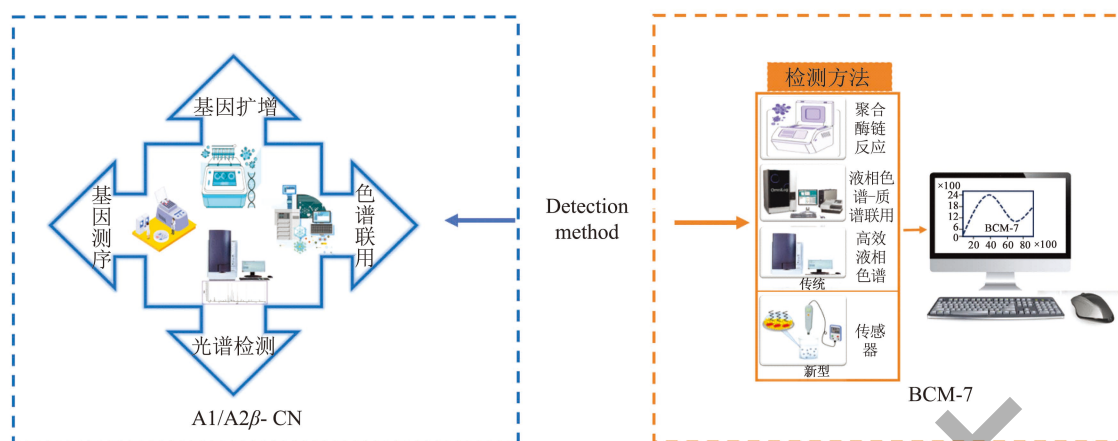 基因扩增
基因测序
色谱联用
光谱检测
A1/A2β- CN
Detection
method
检测方法
聚合
酶链
反应
液相色
谱-质
谱联用
高效
液相
色谱
传统
传感
器
新型
×100
24
18
12
6
0
BCM-7
20 40 60 80 ×100
BCM-7